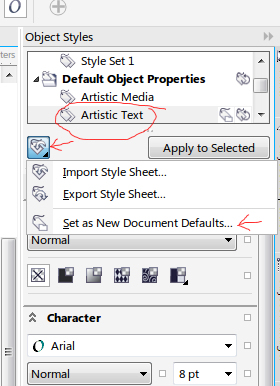 Object Styles
Style Set 1
Default Object Properties
Artistic Media
Artistic Text
Apply to Selected
Import Style Sheet...
Export Style Sheet...
Set as New Document Defaults...
Normal
Character
O Arial
Normal 8 pt